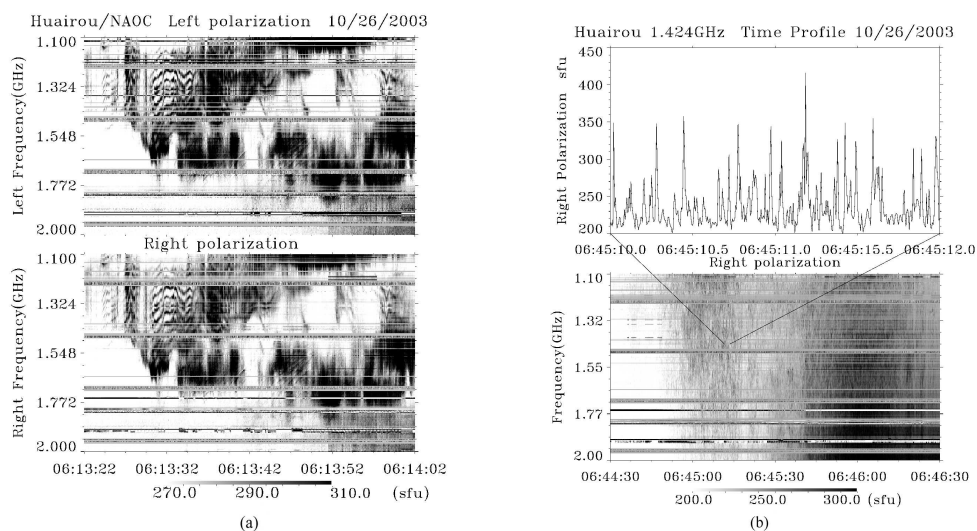 Huairou/NAOC Left polarization 10/26/2003
Left Frequency(GHz)
1.100
1.324
1.548
1.772
2.000
Right polarization
Right Frequency(GHz)
1.100
1.324
1.548
1.772
2.000
06:13:22 06:13:32 06:13:42 06:13:52 06:14:02
270.0 290.0 310.0 (sfu)
(a)
Huairou 1.424GHz Time Profile 10/26/2003
Right Polarization sfu
450
400
350
300
250
200
06:45:10.0 06:45:10.5 06:45:11.0 06:45:15.5 06:45:12.0
Right polarization
Frequency(GHz)
1.10
1.32
1.55
1.77
2.00
06:44:30 06:45:00 06:45:30 06:46:00 06:46:30
200.0 250.0 300.0 (sfu)
(b)